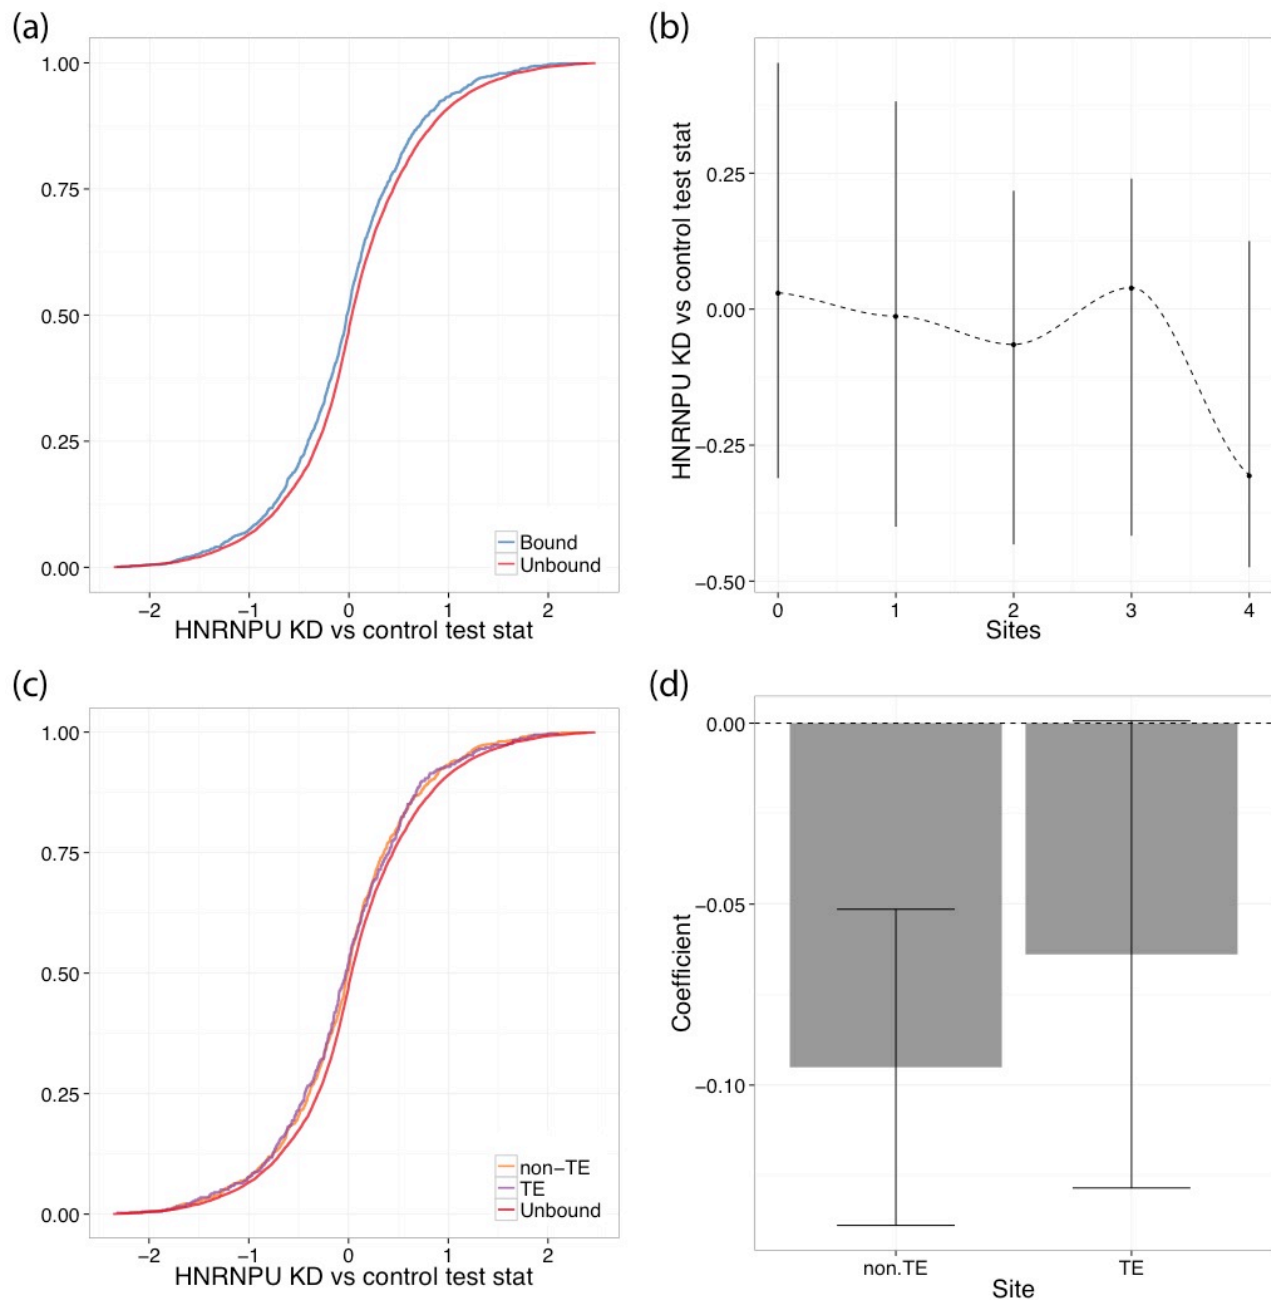 (a)
1.00
0.75
0.50
0.25
0.00
Bound
Unbound
−2 −1 0 1 2
HNRNPU KD vs control test stat
(b)
HNRNPU KD vs control test stat
0.25
0.00
−0.25
−0.50
0 1 2 3 4
Sites
(c)
1.00
0.75
0.50
0.25
0.00
non−TE
TE
Unbound
−2 −1 0 1 2
HNRNPU KD vs control test stat
(d)
Coefficient
0.00
−0.05
−0.10
non.TE TE
Site